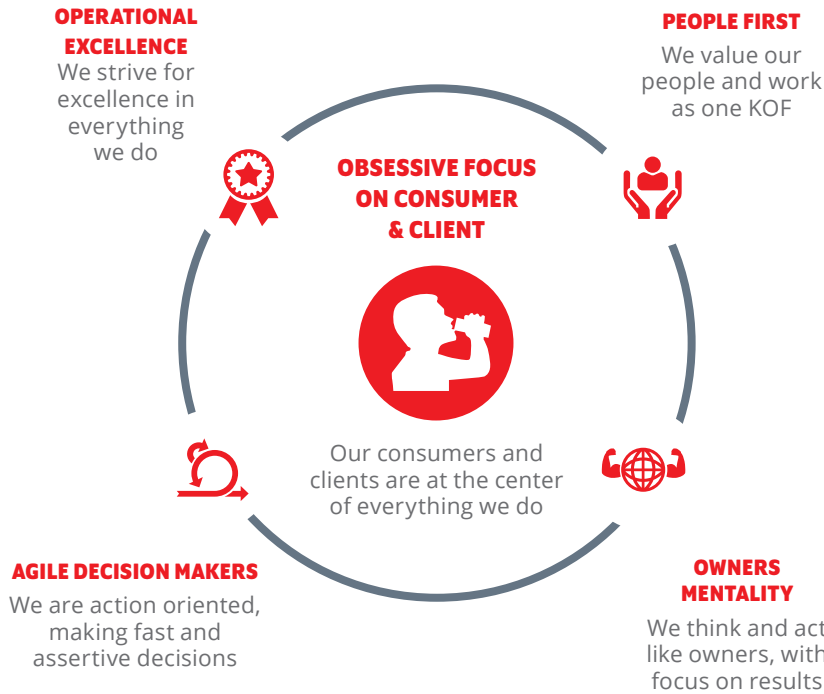 OPERATIONAL
EXCELLENCE
We strive for
excellence in
everything
we do
PEOPLE FIRST
We value our
people and work
as one KOF
OBSESSIVE FOCUS
ON CONSUMER
& CLIENT
Our consumers and
clients are at the center
of everything we do
AGILE DECISION MAKERS
We are action oriented,
making fast and
assertive decisions
OWNERS
MENTALITY
We think and act
like owners, with
focus on results